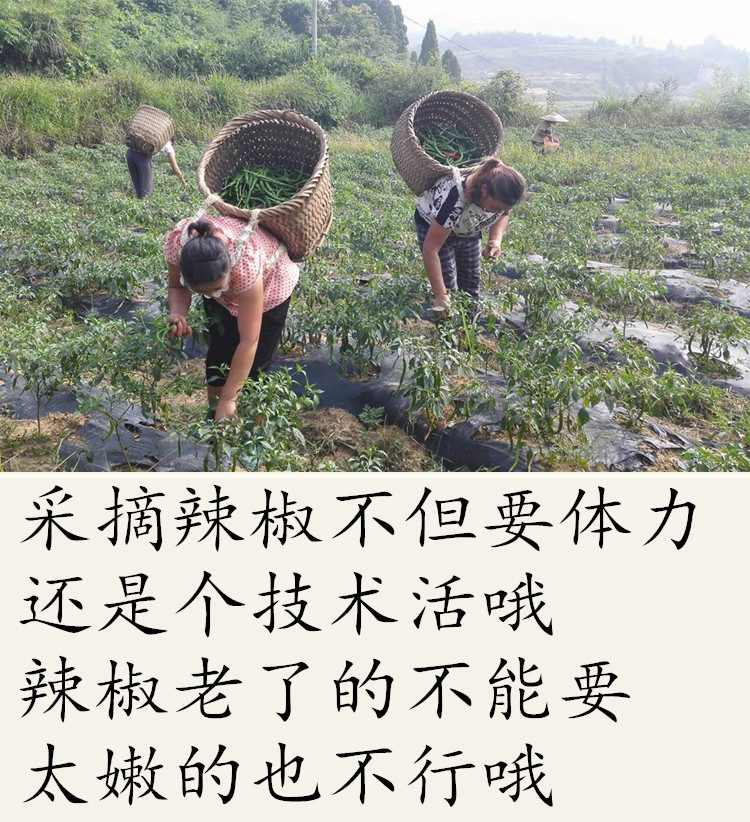 采摘辣椒不但要体力
还是个技术活哦
辣椒老了的不能要
太嫩的也不行哦